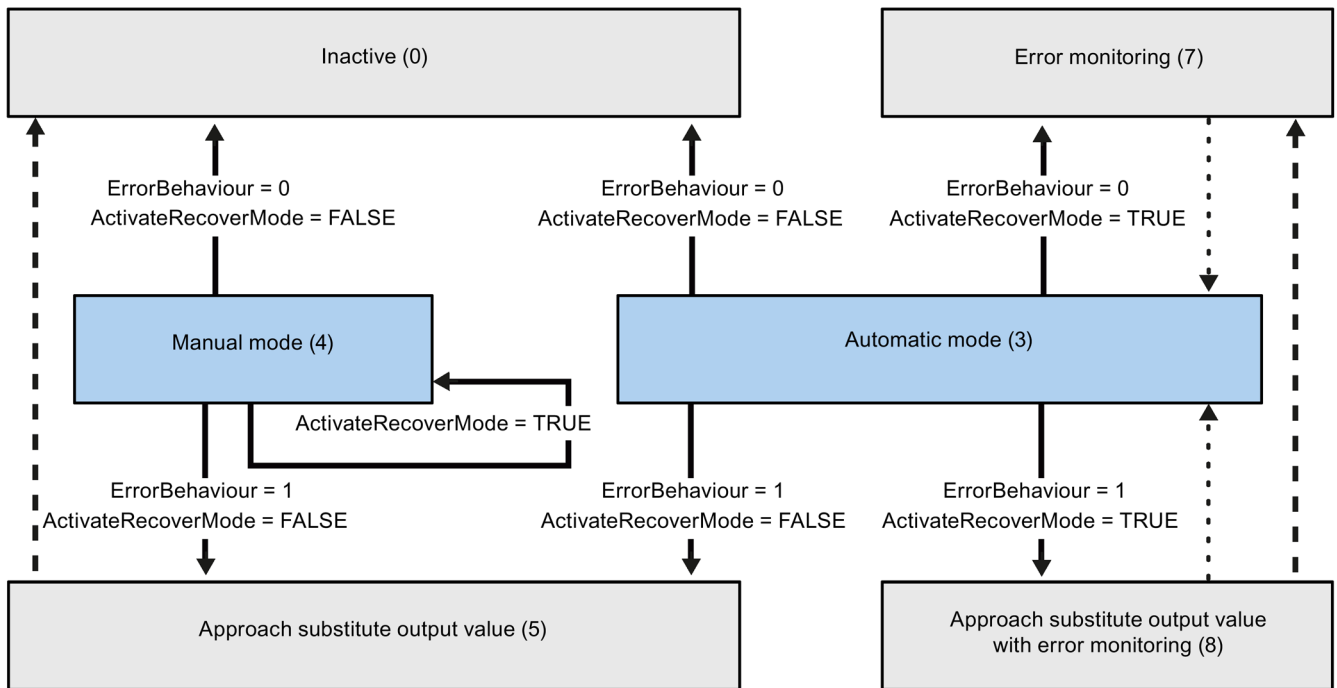 Inactive (0)
Error monitoring (7)
ErrorBehaviour = 0
ActivateRecoverMode = FALSE
ErrorBehaviour = 0
ActivateRecoverMode = FALSE
ErrorBehaviour = 0
ActivateRecoverMode = TRUE
Manual mode (4)
Automatic mode (3)
ActivateRecoverMode = TRUE
ErrorBehaviour = 1
ActivateRecoverMode = FALSE
ErrorBehaviour = 1
ActivateRecoverMode = FALSE
ErrorBehaviour = 1
ActivateRecoverMode = TRUE
Approach substitute output value (5)
Approach substitute output value
with error monitoring (8)